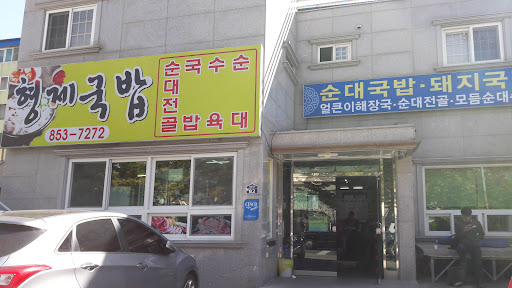 형제국밥
853-7272
순국수순
대전
골밥육대
순대국밥·돼지국
얼큰이해장국·순대전골·모듬순대